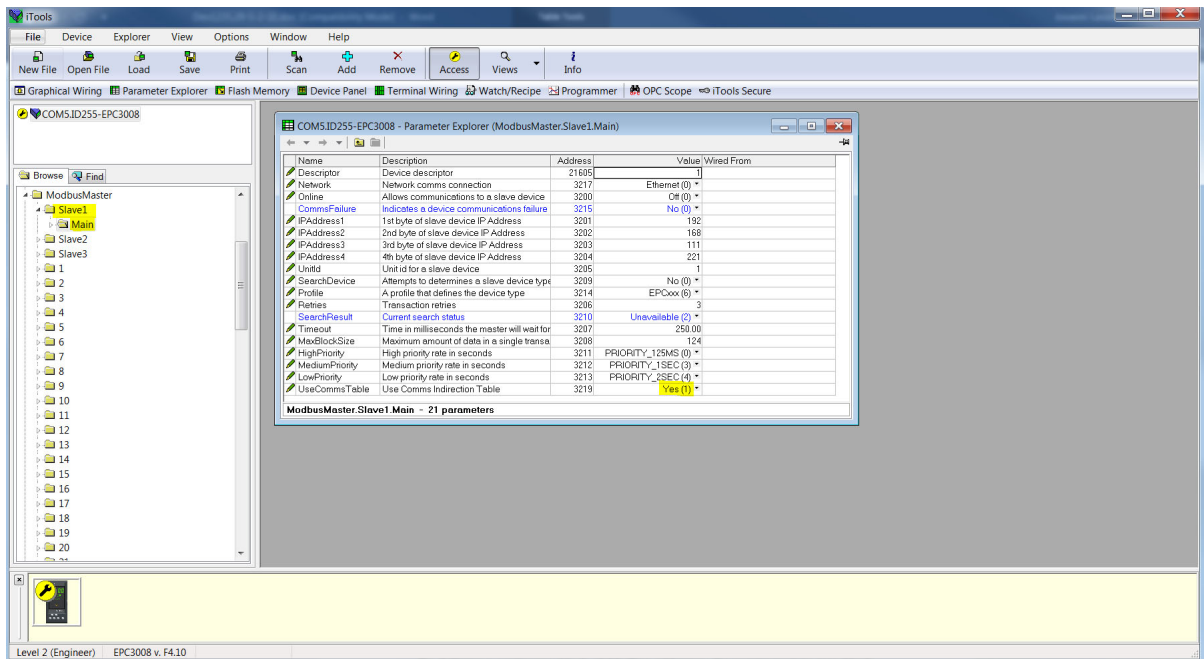 iTools
File Device Explorer View Options Window Help
New File Open File Load Save Print Scan Add Remove Access Views Info
Graphical Wiring Parameter Explorer Flash Memory Device Panel Terminal Wiring Watch/Recipe Programmer OPC Scope iTools Secure
COM5.ID255-EPC3008
Browse Find
ModbusMaster
Slave1
Main
Slave2
Slave3
1
2
3
4
5
6
7
8
9
10
11
12
13
14
15
16
17
18
19
20
COM5.ID255-EPC3008 - Parameter Explorer (ModbusMaster.Slave1.Main)
Name Description Address Value Wired From
Descriptor Device descriptor 21605 1
Network Network comms connection 3217 Ethernet (0)
Online Allows communications to a slave device 3200 Off (0)
CommsFailure Indicates a device communications failure 3215 No (0)
IPAddress1 1st byte of slave device IP Address 3201 192
IPAddress2 2nd byte of slave device IP Address 3202 168
IPAddress3 3rd byte of slave device IP Address 3203 111
IPAddress4 4th byte of slave device IP Address 3204 221
UnitId Unit id for a slave device 3205 1
SearchDevice Attempts to determines a slave device type 3209 No (0)
Profile A profile that defines the device type 3214 EPCxxx (6)
Retries Transaction retries 3206 3
SearchResult Current search status 3210 Unavailable (2)
Timeout Time in milliseconds the master will wait for 3207 250.00
MaxBlockSize Maximum amount of data in a single transa 3208 124
HighPriority High priority rate in seconds 3211 PRIORITY_125MS (0)
MediumPriority Medium priority rate in seconds 3212 PRIORITY_1SEC (3)
LowPriority Low priority rate in seconds 3213 PRIORITY_2SEC (4)
UseCommsTable Use Comms Indirection Table 3219 Yes (1)
ModbusMaster.Slave1.Main - 21 parameters
Level 2 (Engineer) EPC3008 v. F4.10